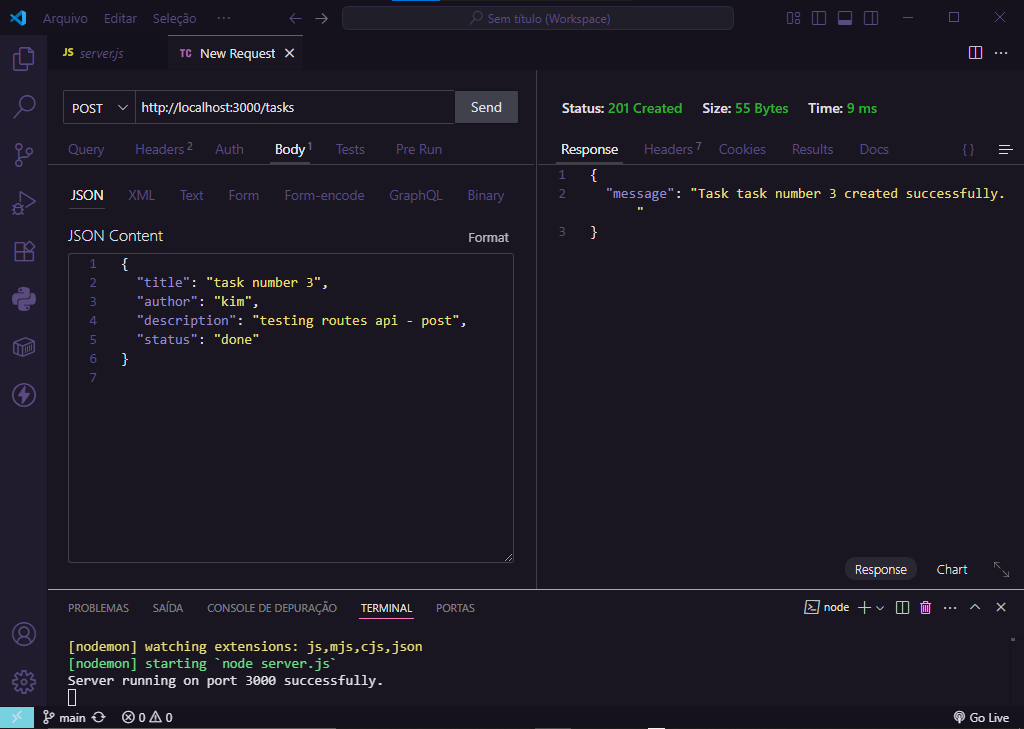 Arquivo Editar Seleção ··· Sem título (Workspace)
JS server.js TC New Request
POST http://localhost:3000/tasks Send
Query Headers 2 Auth Body 1 Tests Pre Run
JSON XML Text Form Form-encode GraphQL Binary
JSON Content Format
1 {
2 "title": "task number 3",
3 "author": "kim",
4 "description": "testing routes api - post",
5 "status": "done"
6 }
7
Status: 201 Created Size: 55 Bytes Time: 9 ms
Response Headers 7 Cookies Results Docs { }
1 {
2 "message": "Task task number 3 created successfully.
"
3 }
Response Chart
PROBLEMAS SAÍDA CONSOLE DE DEPURAÇÃO TERMINAL PORTAS node
[nodemon] watching extensions: js,mjs,cjs,json
[nodemon] starting `node server.js`
Server running on port 3000 successfully.
main 0 0 Go Live